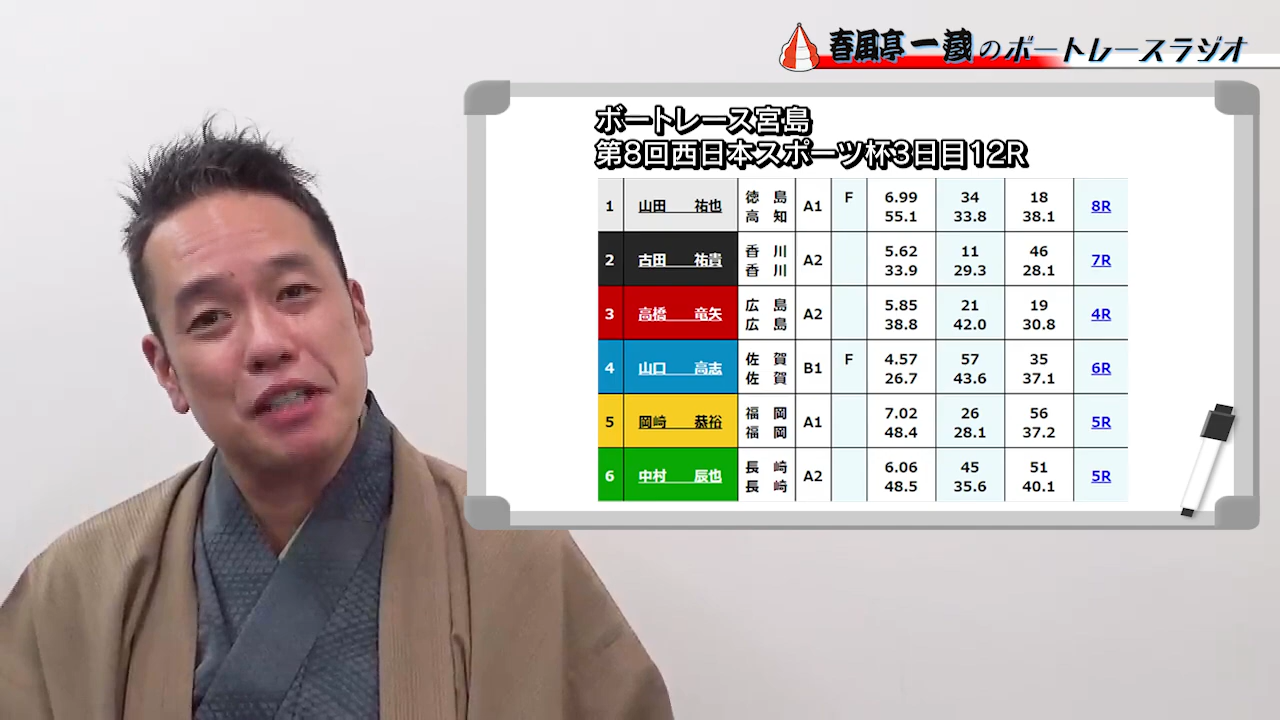 春風亭一蔵のボートレースラジオ
ボートレース宮島
第8回西日本スポーツ杯3日目12R
1 山田 祐也 徳島 高知 A1 F 6.99 55.1 34 33.8 18 38.1 8R
2 古田 祐貴 香川 香川 A2 5.62 33.9 11 29.3 46 28.1 7R
3 高橋 竜矢 広島 広島 A2 5.85 38.8 21 42.0 19 30.8 4R
4 山口 高志 佐賀 佐賀 B1 F 4.57 26.7 57 43.6 35 37.1 6R
5 岡﨑 恭裕 福岡 福岡 A1 7.02 48.4 26 28.1 56 37.2 5R
6 中村 辰也 長崎 長崎 A2 6.06 48.5 45 35.6 51 40.1 5R